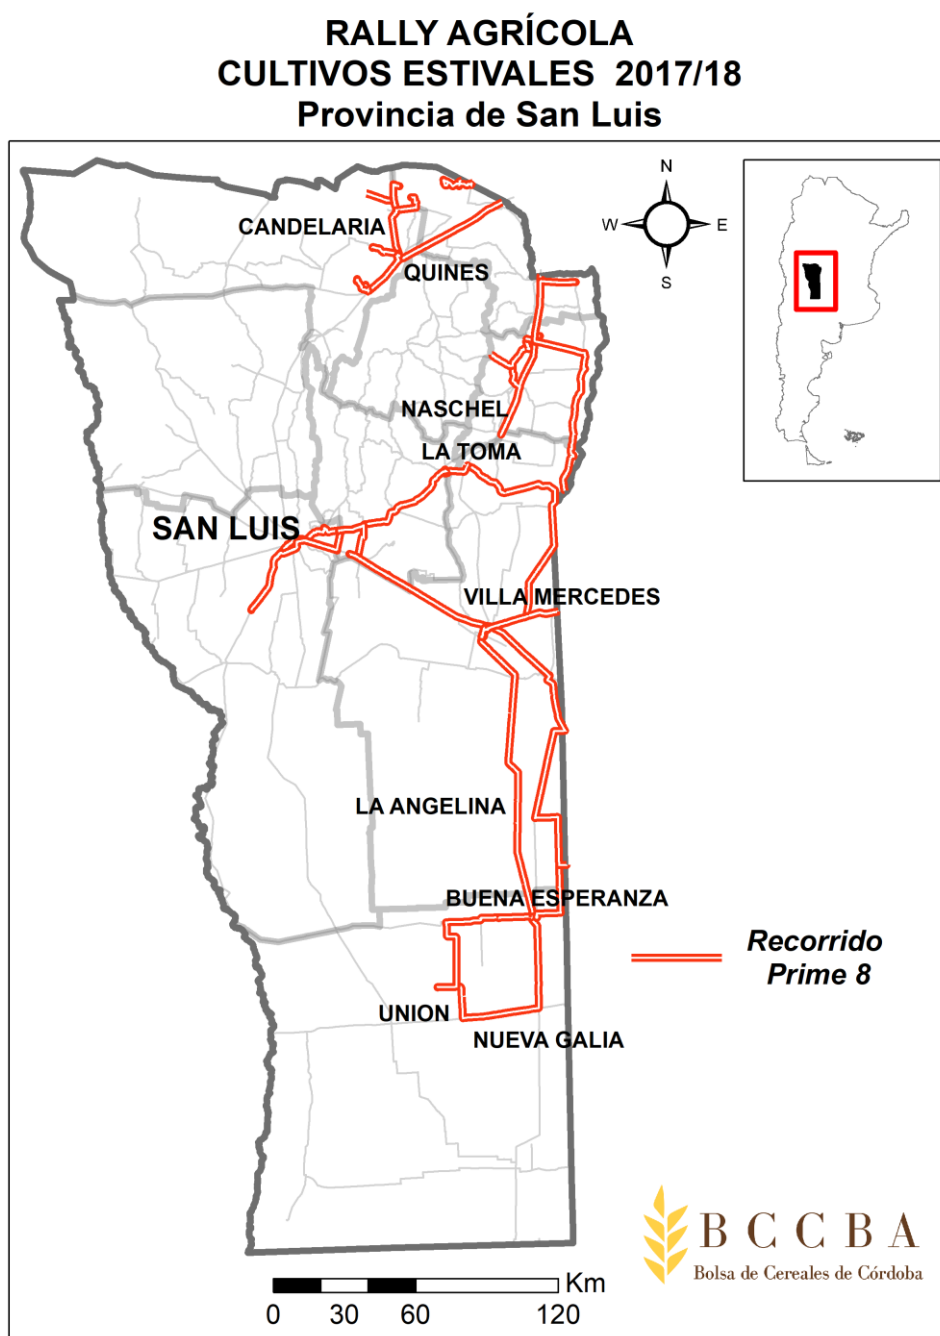 RALLY AGRÍCOLA
CULTIVOS ESTIVALES 2017/18
Provincia de San Luis
N
W
E
S
CANDELARIA
QUINES
NASCHEL
LA TOMA
SAN LUIS
VILLA MERCEDES
LA ANGELINA
BUENA ESPERANZA
Recorrido
Prime 8
UNION
NUEVA GALIA
BCCBA
Bolsa de Cereales de Córdoba
Km
0 30 60 120